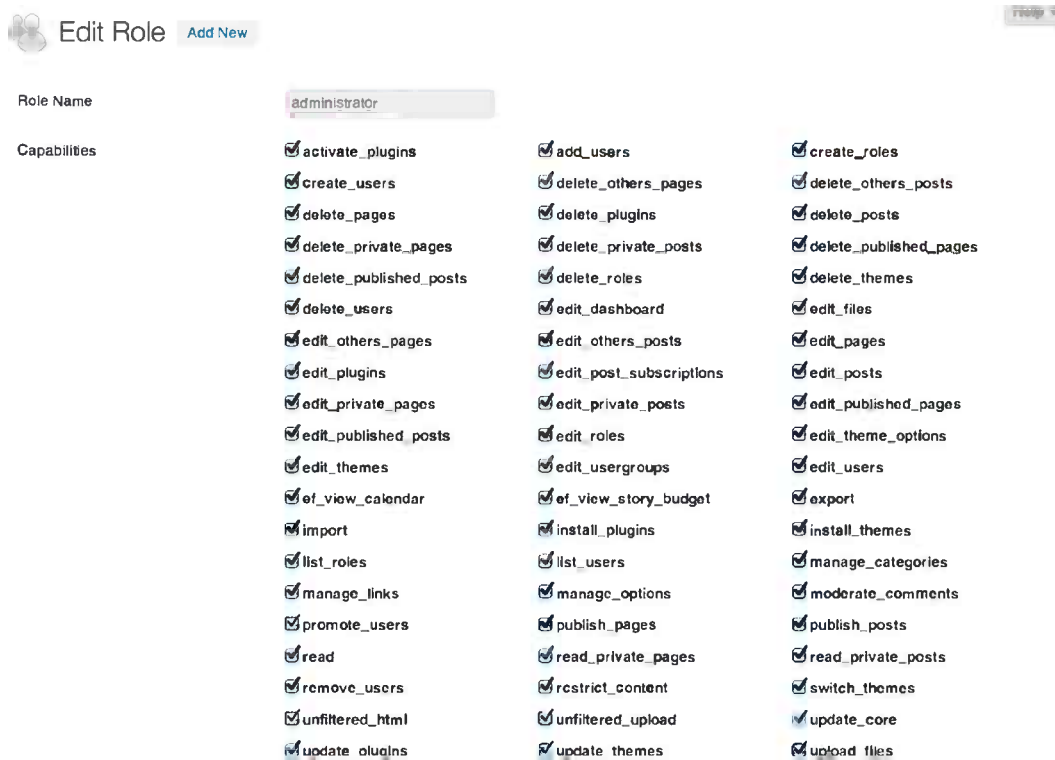 Edit Role Add New
Help
Role Name administrator
Capabilities activate_plugins add_users create_roles
create_users delete_others_pages delete_others_posts
delete_pages delete_plugins delete_posts
delete_private_pages delete_private_posts delete_published_pages
delete_published_posts delete_roles delete_themes
delete_users edit_dashboard edit_files
edit_others_pages edit_others_posts edit_pages
edit_plugins edit_post_subscriptions edit_posts
edit_private_pages edit_private_posts edit_published_pages
edit_published_posts edit_roles edit_theme_options
edit_themes edit_usergroups edit_users
ef_view_calendar ef_view_story_budget export
import install_plugins install_themes
list_roles list_users manage_categories
manage_links manage_options moderate_comments
promote_users publish_pages publish_posts
read read_private_pages read_private_posts
remove_users restrict_content switch_themes
unfiltered_html unfiltered_upload update_core
update_plugins update_themes upload_files